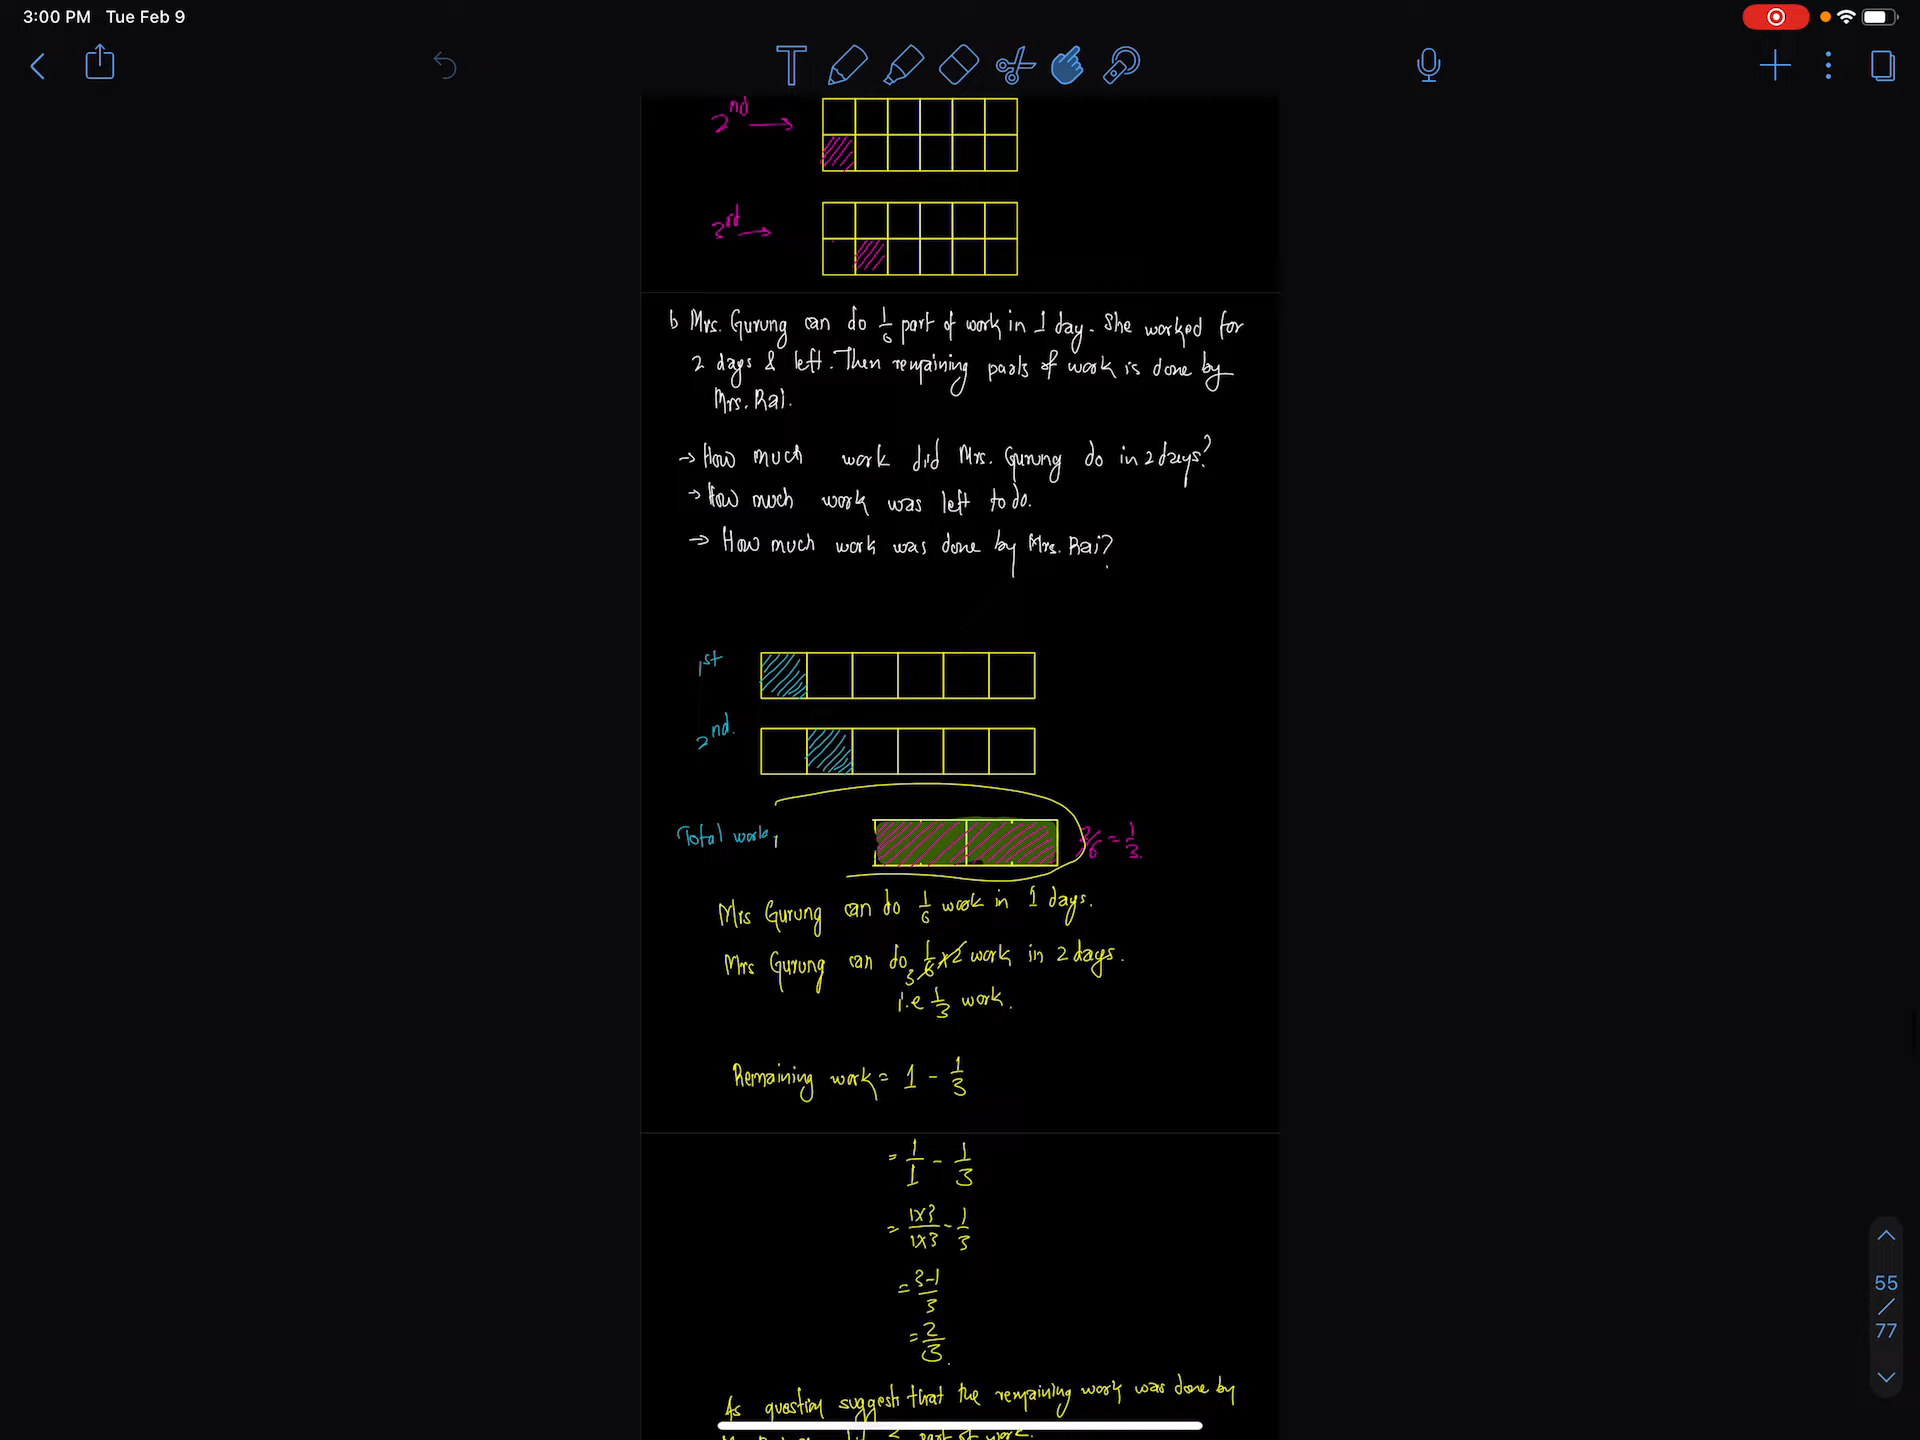 3:00 PM Tue Feb 9
2nd →
3rd →
b Mrs. Gurung can do 1/6 part of work in 1 day. She worked for
2 days & left. Then remaining parts of work is done by
Mrs. Rai.
→ How much work did Mrs. Gurung do in 2 days?
→ How much work was left to do.
→ How much work was done by Mrs. Rai?
1st
2nd.
Total work, 2/6 = 1/3.
Mrs Gurung can do 1/6 work in 1 days.
Mrs Gurung can do 3 1/6 x 2 work in 2 days.
i.e 1/3 work.
Remaining work = 1 - 1/3
= 1/1 - 1/3
= 1x3/1x3 - 1/3
= 3-1/3
= 2/3.
As question suggest that the remaining work was done by
part of work.
55
/
77